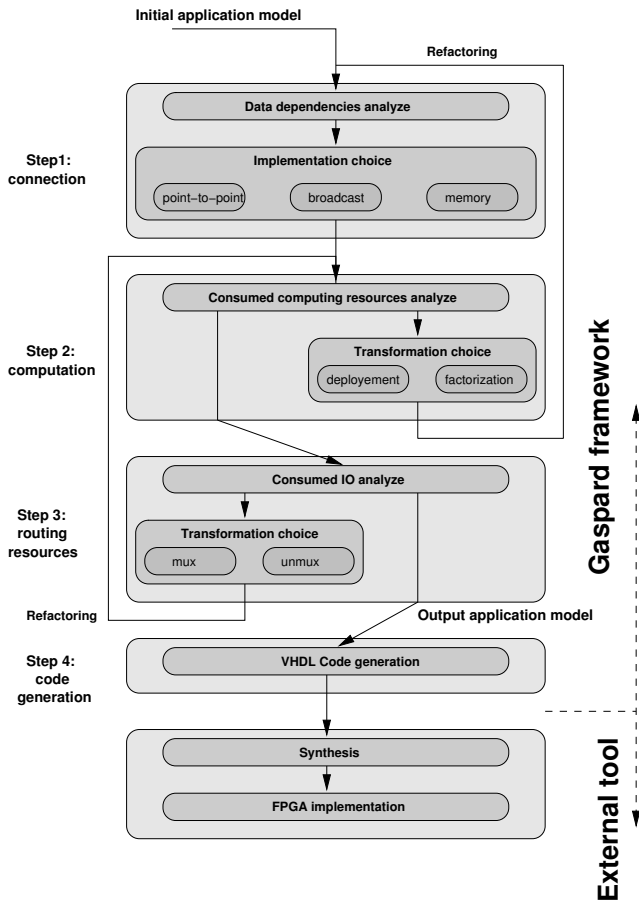 Initial application model
Refactoring
Data dependencies analyze
Step1:
connection
Implementation choice
point−to−point
broadcast
memory
Consumed computing resources analyze
Step 2:
computation
Transformation choice
deployement
factorization
Gaspard framework
Consumed IO analyze
Step 3:
routing
resources
Transformation choice
mux
unmux
Refactoring
Output application model
Step 4:
code
generation
VHDL Code generation
Synthesis
FPGA implementation
External tool